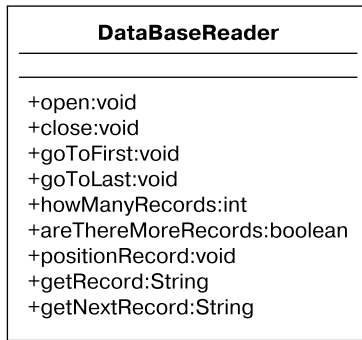 DataBaseReader
+open:void
+close:void
+goToFirst:void
+goToLast:void
+howManyRecords:int
+areThereMoreRecords:boolean
+positionRecord:void
+getRecord:String
+getNextRecord:String